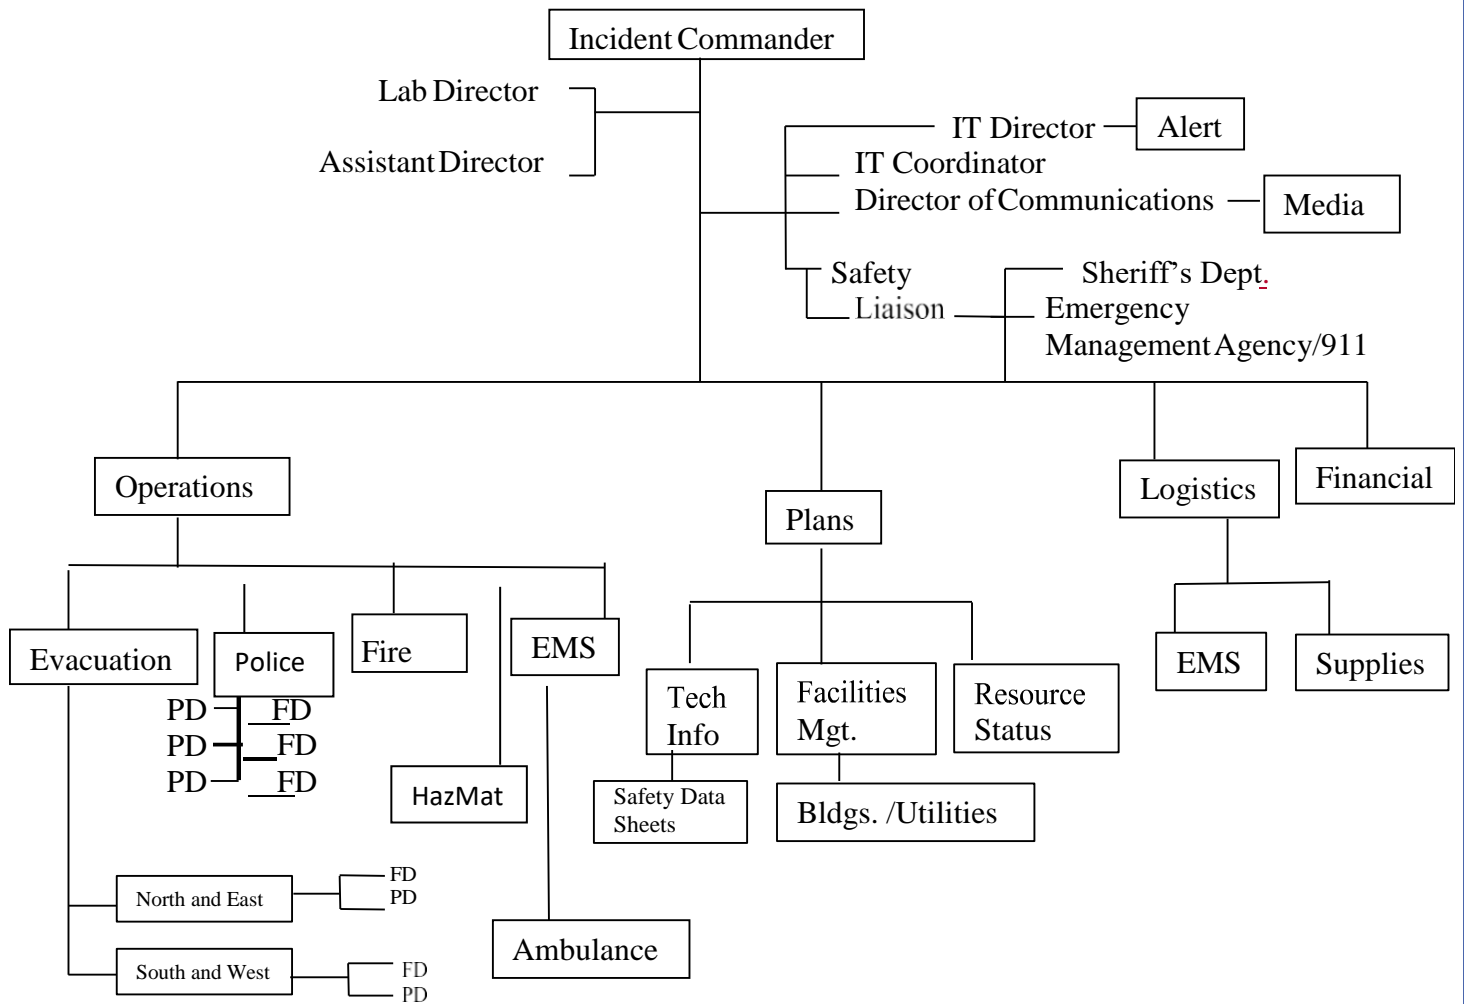 Incident Commander
Lab Director
Assistant Director
IT Director
Alert
IT Coordinator
Director of Communications
Media
Safety
Sheriff's Dept.
Liaison
Emergency
Management Agency/911
Operations
Plans
Logistics
Financial
Evacuation
Police
Fire
EMS
Tech
Info
Facilities
Mgt.
Resource
Status
EMS
Supplies
PD FD
PD FD
PD FD
HazMat
Safety Data
Sheets
Bldgs. /Utilities
North and East
FD
PD
Ambulance
South and West
FD
PD